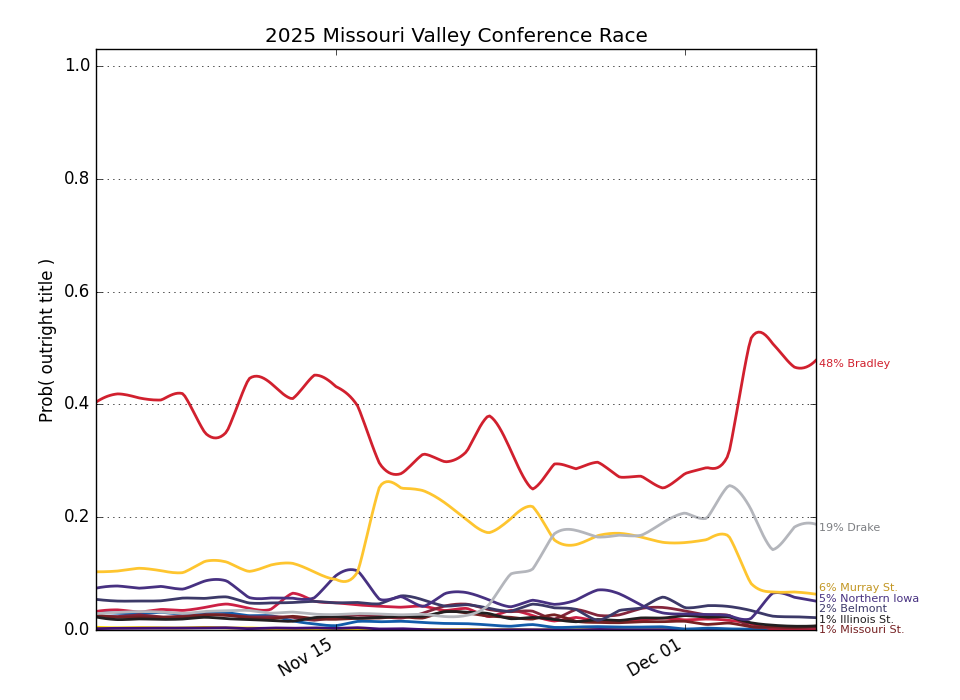 2025 Missouri Valley Conference Race
Prob( outright title )
1.0
0.8
0.6
0.4
0.2
0.0
Nov 15
Dec 01
48% Bradley
19% Drake
6% Murray St.
5% Northern Iowa
2% Belmont
1% Illinois St.
1% Missouri St.